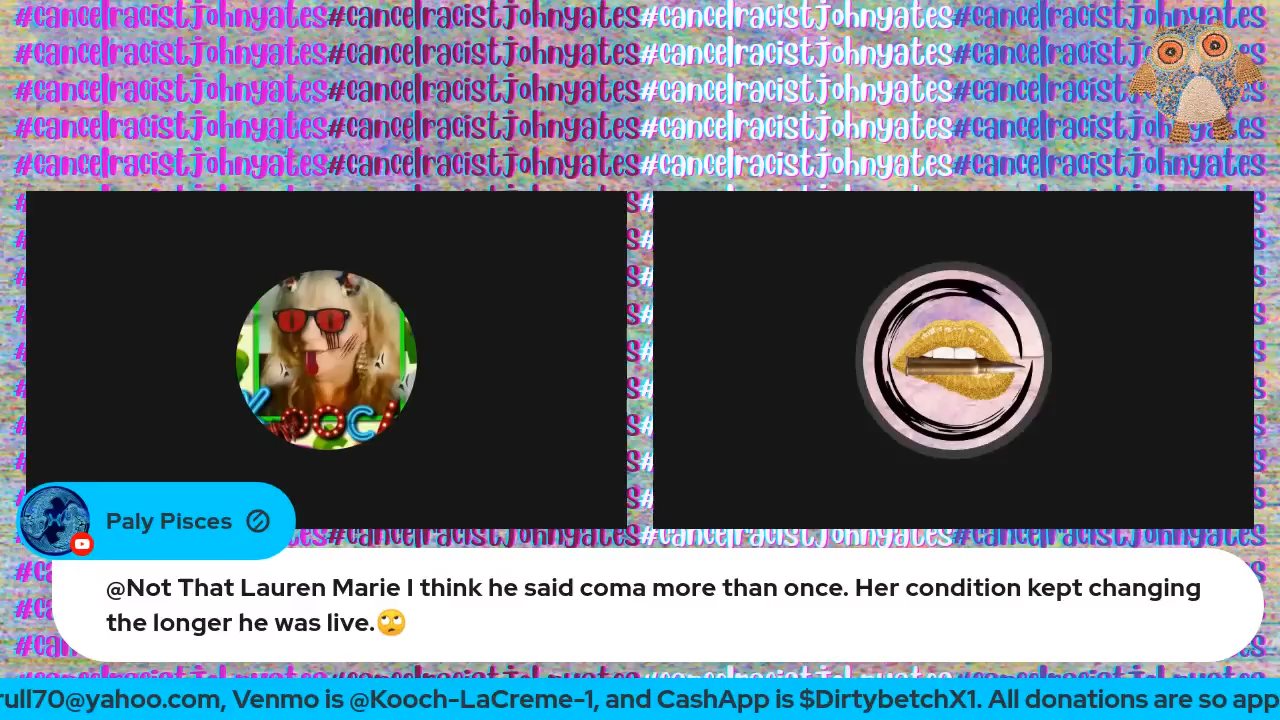 #cancelracistjohnyates#cancelracistjohnyates#cancelracistjohnyates#cancelracistjohnyates
#cancelracistjohnyates#cancelracistjohnyates#cancelracistjohnyates#cancelracistjohnyates
#cancelracistjohnyates#cancelracistjohnyates#cancelracistjohnyates#cancelracistjohnyates
#cancelracistjohnyates#cancelracistjohnyates#cancelracistjohnyates#cancelracistjohnyates
#cancelracistjohnyates#cancelracistjohnyates#cancelracistjohnyates#cancelracistjohnyates
Paly Pisces
@Not That Lauren Marie I think he said coma more than once. Her condition kept changing
the longer he was live.🙄
rull70@yahoo.com, Venmo is @Kooch-LaCreme-1, and CashApp is $DirtybetchX1. All donations are so app